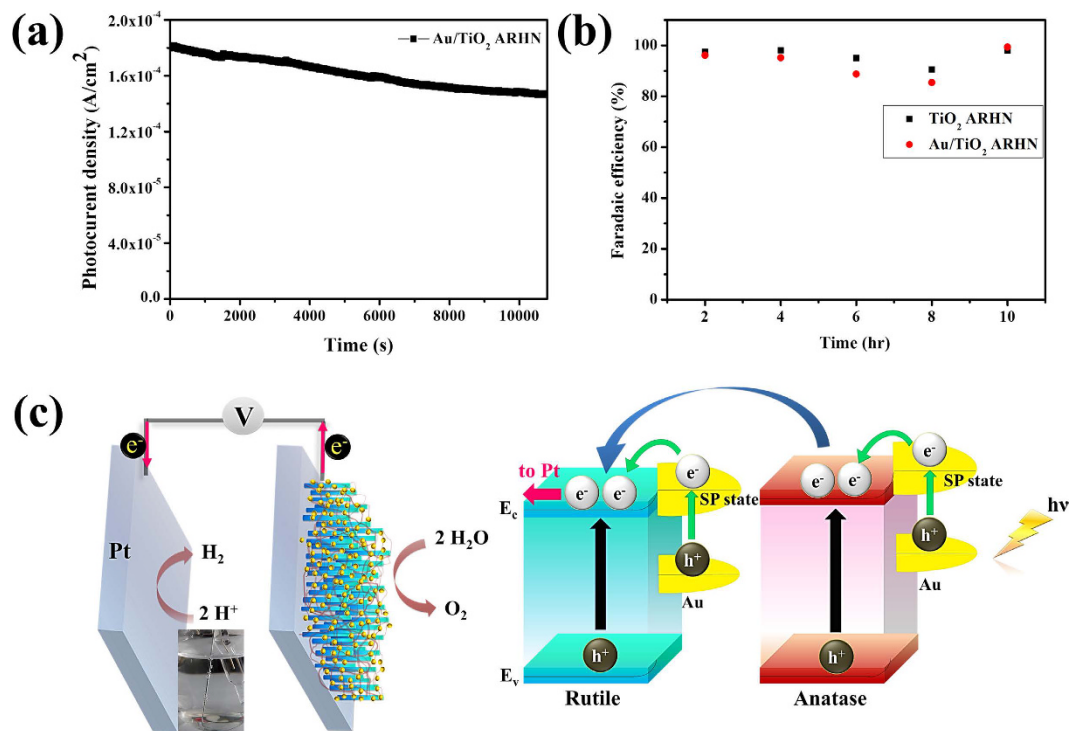 (a)
2.0x10⁻⁴
1.6x10⁻⁴
1.2x10⁻⁴
8.0x10⁻⁵
4.0x10⁻⁵
0.0
Photocurent density (A/cm²)
Au/TiO₂ ARHN
0 2000 4000 6000 8000 10000
Time (s)
(b)
100
80
60
40
20
0
Faradaic efficiency (%)
TiO₂ ARHN
Au/TiO₂ ARHN
2 4 6 8 10
Time (hr)
(c)
V
e⁻
e⁻
Pt
H₂
2 H⁺
2 H₂O
O₂
to Pt
e⁻ e⁻
e⁻
SP state
E_c
h⁺
Au
h⁺
E_v
Rutile
e⁻ e⁻
e⁻
SP state
hν
h⁺
Au
h⁺
Anatase